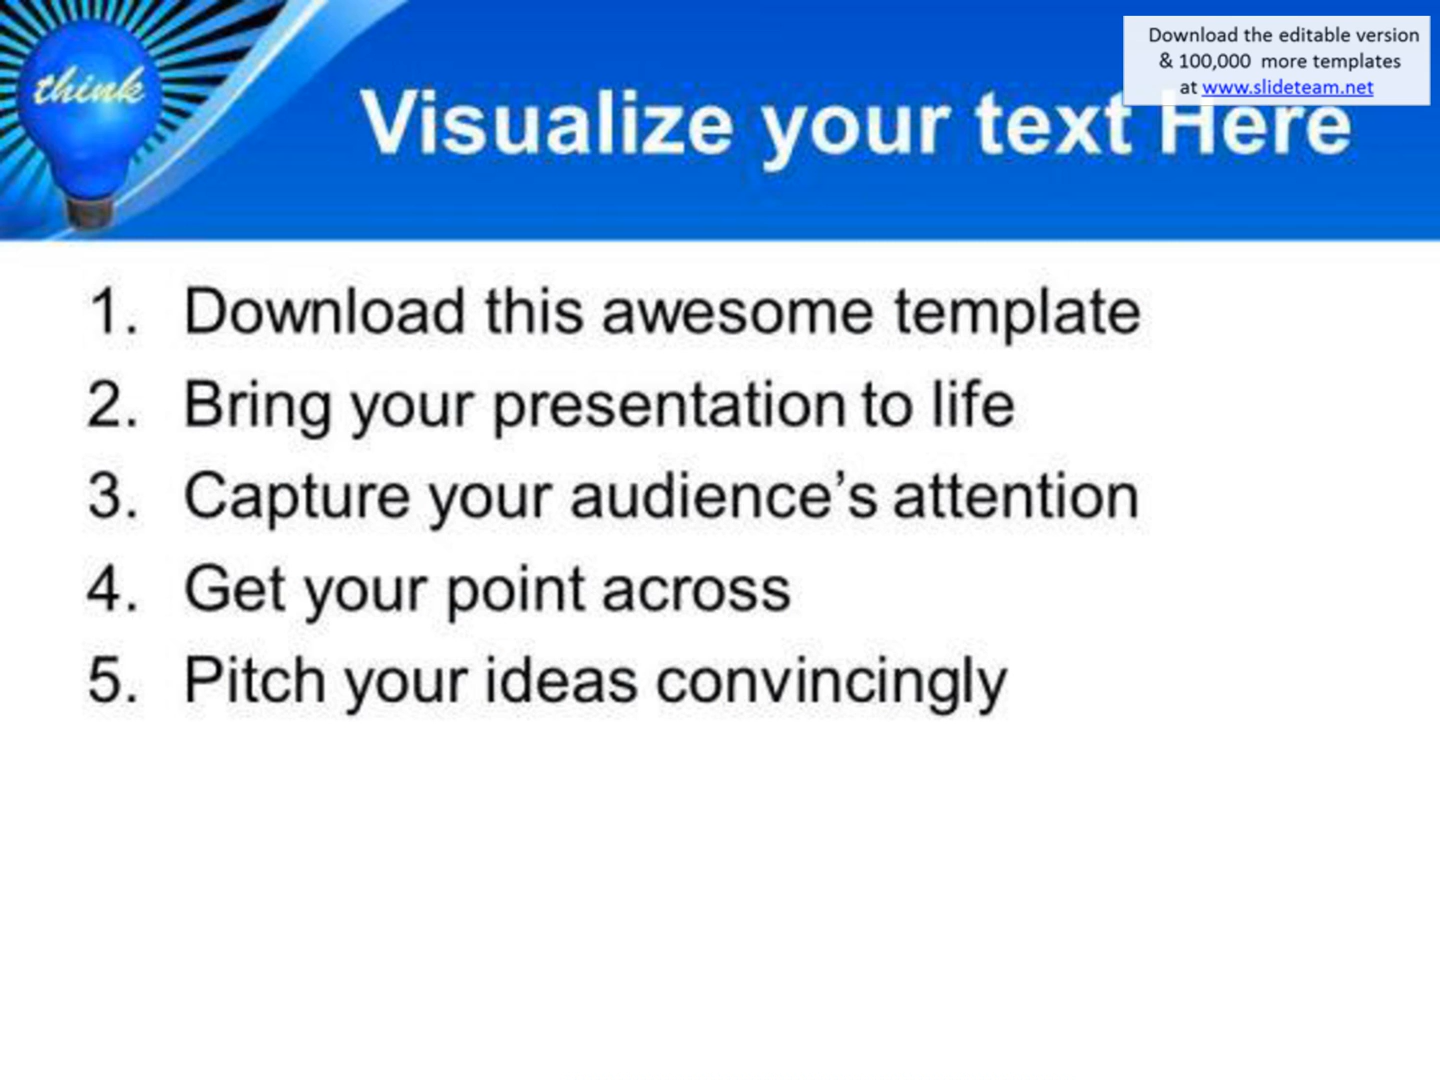 think
Download the editable version
& 100,000 more templates
at www.slideteam.net
Visualize your text Here
1. Download this awesome template
2. Bring your presentation to life
3. Capture your audience’s attention
4. Get your point across
5. Pitch your ideas convincingly